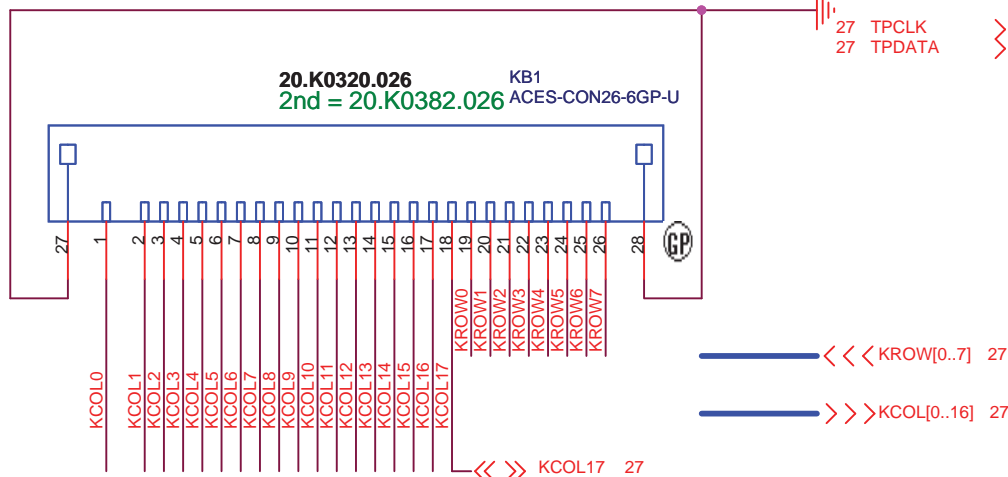 27 TPCLK
27 TPDATA
20.K0320.026
2nd = 20.K0382.026
KB1
ACES-CON26-6GP-U
27
1
2
3
4
5
6
7
8
9
10
11
12
13
14
15
16
17
18
19
20
21
22
23
24
25
26
28
GP
KROW0
KROW1
KROW2
KROW3
KROW4
KROW5
KROW6
KROW7
KCOL0
KCOL1
KCOL2
KCOL3
KCOL4
KCOL5
KCOL6
KCOL7
KCOL8
KCOL9
KCOL10
KCOL11
KCOL12
KCOL13
KCOL14
KCOL15
KCOL16
KCOL17
KROW[0..7] 27
KCOL[0..16] 27
KCOL17 27